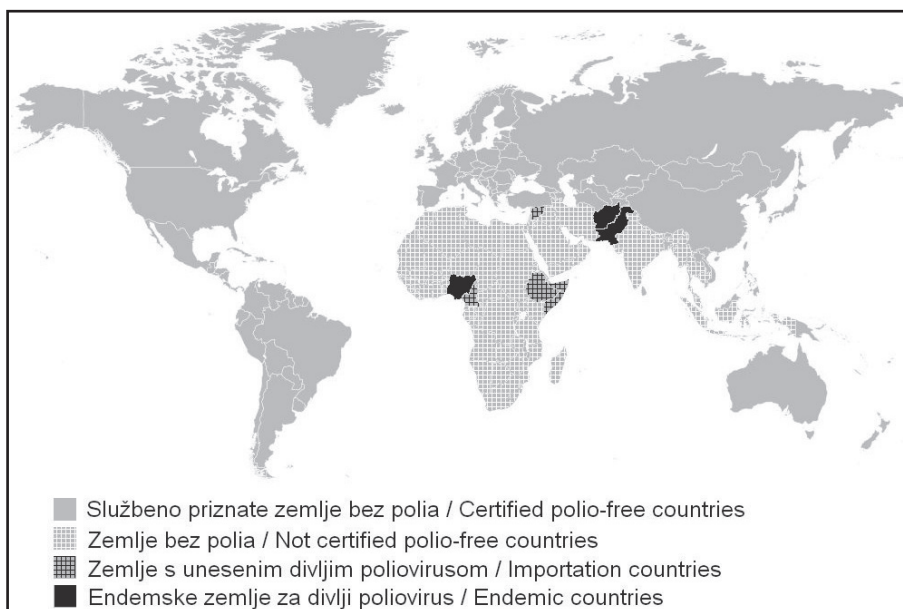 Službeno priznate zemlje bez polia / Certified polio-free countries
Zemlje bez polia / Not certified polio-free countries
Zemlje s unesenim divljim poliovirusom / Importation countries
Endemske zemlje za divlji poliovirus / Endemic countries